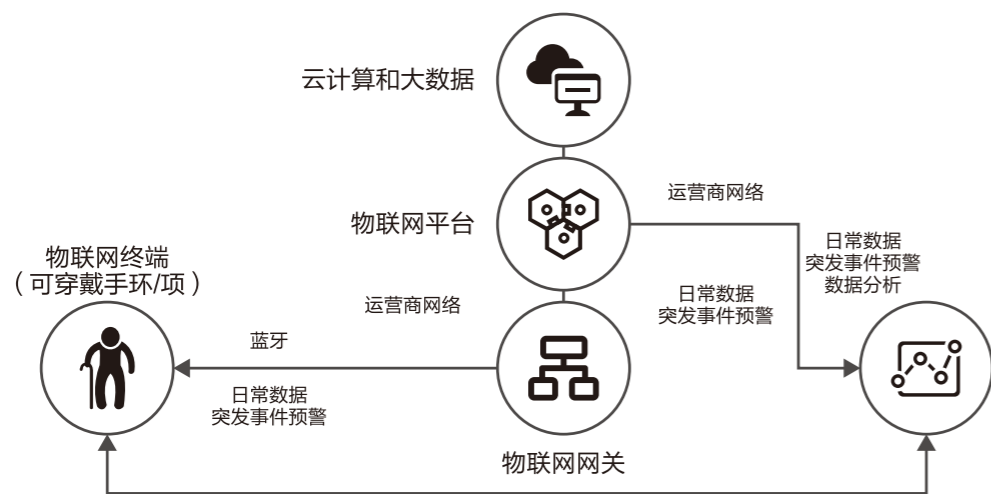 云计算和大数据
物联网平台
运营商网络
日常数据
突发事件预警
数据分析
物联网终端
（可穿戴手环/项）
运营商网络
日常数据
突发事件预警
蓝牙
日常数据
突发事件预警
物联网网关